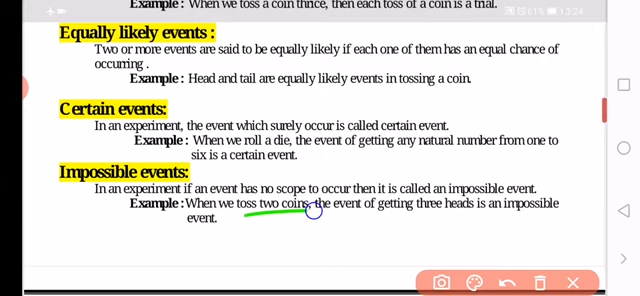 Example : When we toss a coin thrice, then each toss of a coin is a trial.
61% 3:24
Equally likely events :
Two or more events are said to be equally likely if each one of them has an equal chance of
occurring .
Example : Head and tail are equally likely events in tossing a coin.
Certain events:
In an experiment, the event which surely occur is called certain event.
Example : When we roll a die, the event of getting any natural number from one to
six is a certain event.
Impossible events:
In an experiment if an event has no scope to occur then it is called an impossible event.
Example :When we toss two coins, the event of getting three heads is an impossible
event.